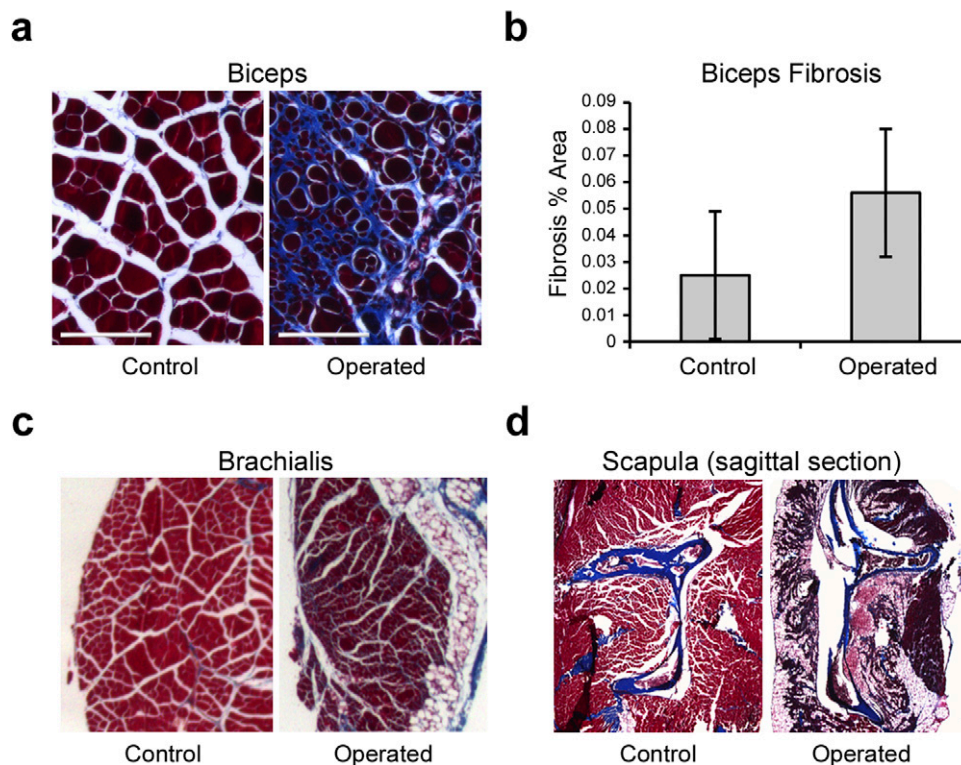 a
Biceps
Control
Operated
b
Biceps Fibrosis
Fibrosis % Area
0.09
0.08
0.07
0.06
0.05
0.04
0.03
0.02
0.01
0
Control
Operated
c
Brachialis
Control
Operated
d
Scapula (sagittal section)
Control
Operated